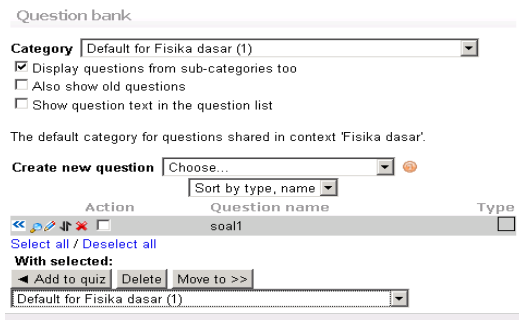 Question bank
Category Default for Fisika dasar (1)
Display questions from sub-categories too
Also show old questions
Show question text in the question list
The default category for questions shared in context 'Fisika dasar'.
Create new question Choose...
Sort by type, name
Action Question name Type
soal1
Select all / Deselect all
With selected:
◄ Add to quiz Delete Move to >>
Default for Fisika dasar (1)